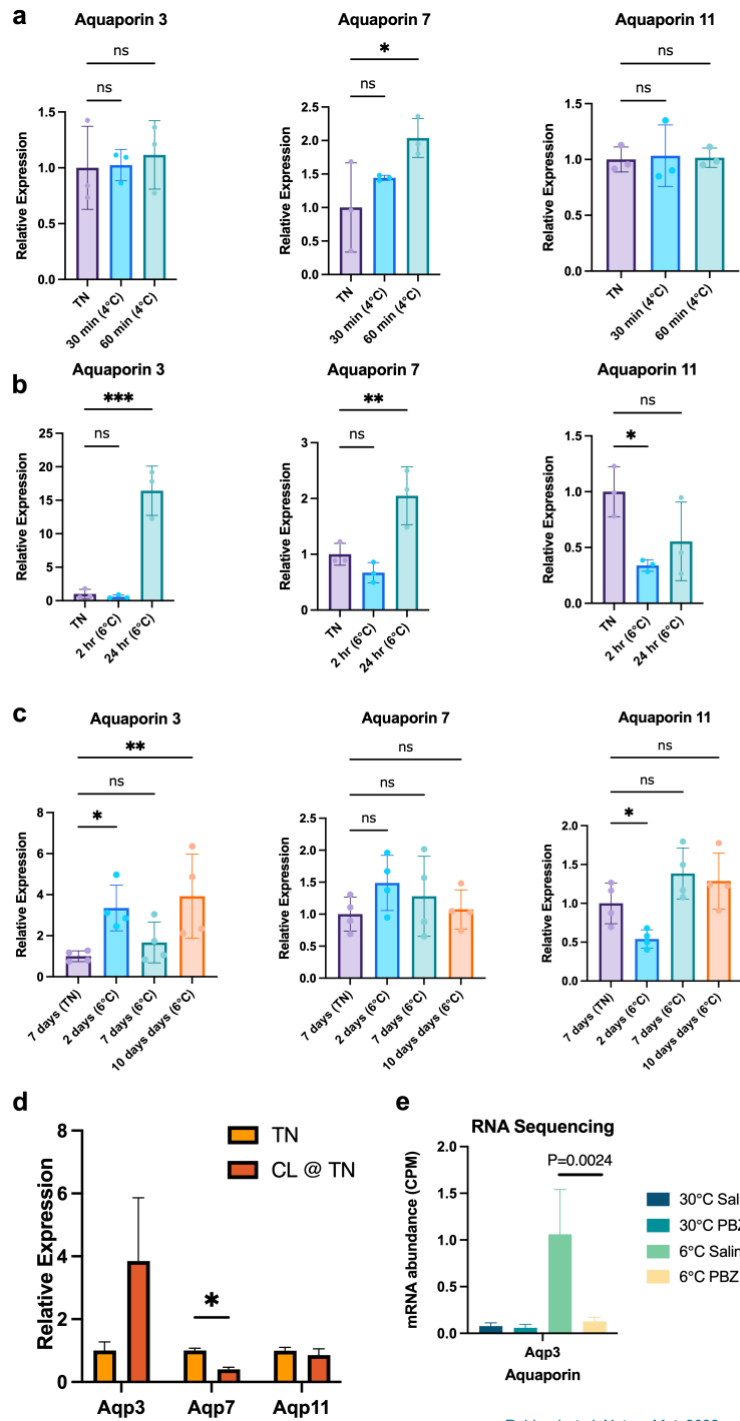 a
Aquaporin 3
ns
ns
Relative Expression
1.5
1.0
0.5
0.0
TN
30 min (4°C)
60 min (4°C)
Aquaporin 7
*
ns
Relative Expression
2.5
2.0
1.5
1.0
0.5
0.0
TN
30 min (4°C)
60 min (4°C)
Aquaporin 11
ns
ns
Relative Expression
1.5
1.0
0.5
0.0
TN
30 min (4°C)
60 min (4°C)
b
Aquaporin 3
***
ns
Relative Expression
25
20
15
10
5
0
TN
2 hr (6°C)
24 hr (6°C)
Aquaporin 7
**
ns
Relative Expression
3
2
1
0
TN
2 hr (6°C)
24 hr (6°C)
Aquaporin 11
ns
*
Relative Expression
1.5
1.0
0.5
0.0
TN
2 hr (6°C)
24 hr (6°C)
c
Aquaporin 3
**
ns
*
Relative Expression
8
6
4
2
0
7 days (TN)
2 days (6°C)
7 days (6°C)
10 days days (6°C)
Aquaporin 7
ns
ns
ns
Relative Expression
2.5
2.0
1.5
1.0
0.5
0.0
7 days (TN)
2 days (6°C)
7 days (6°C)
10 days days (6°C)
Aquaporin 11
ns
ns
*
Relative Expression
2.0
1.5
1.0
0.5
0.0
7 days (TN)
2 days (6°C)
7 days (6°C)
10 days days (6°C)
d
TN
CL @ TN
Relative Expression
8
6
4
2
0
*
Aqp3
Aqp7
Aqp11
e
RNA Sequencing
P=0.0024
mRNA abundance (CPM)
2.0
1.5
1.0
0.5
0.0
Aqp3
Aquaporin
30°C Sal
30°C PBZ
6°C Salin
6°C PBZ